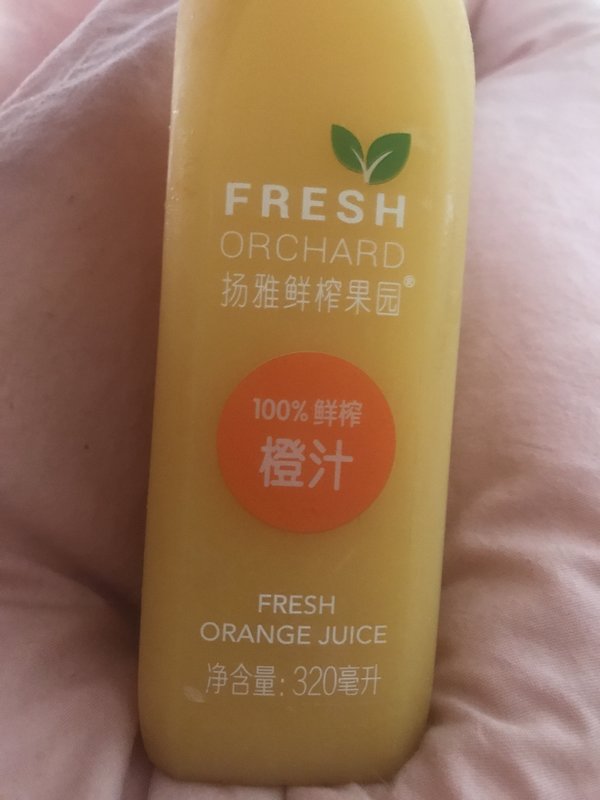 FRESH
ORCHARD
扬雅鲜榨果园®
100% 鲜榨
橙汁
FRESH
ORANGE JUICE
净含量: 320毫升